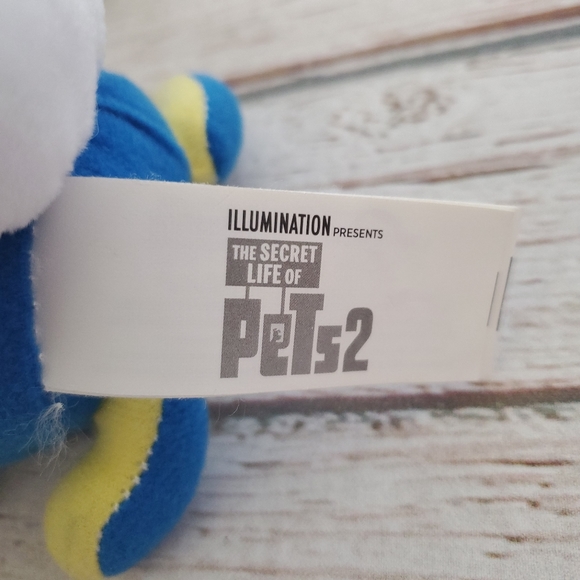 ILLUMINATION PRESENTS
THE SECRET
LIFE OF
PeTs2